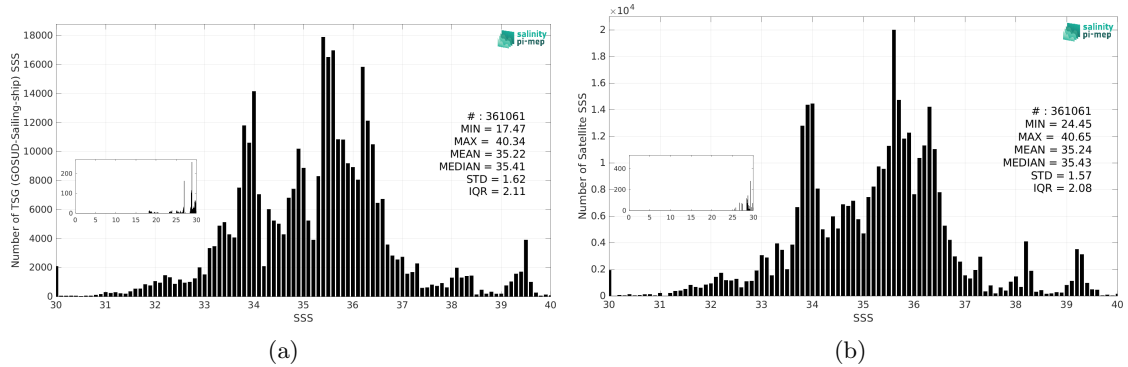 18000
16000
14000
12000
10000
8000
6000
4000
2000
0
Number of TSG (GOSUD-Sailing-ship) SSS
salinity
pi-mep
# : 361061
MIN = 17.47
MAX = 40.34
MEAN = 35.22
MEDIAN = 35.41
STD = 1.62
IQR = 2.11
200
100
0
0 5 10 15 20 25 30
30 31 32 33 34 35 36 37 38 39 40
SSS
(a)
×10⁴
2
1.8
1.6
1.4
1.2
1
0.8
0.6
0.4
0.2
0
Number of Satellite SSS
salinity
pi-mep
# : 361061
MIN = 24.45
MAX = 40.65
MEAN = 35.24
MEDIAN = 35.43
STD = 1.57
IQR = 2.08
400
200
0
0 5 10 15 20 25 30
30 31 32 33 34 35 36 37 38 39 40
SSS
(b)